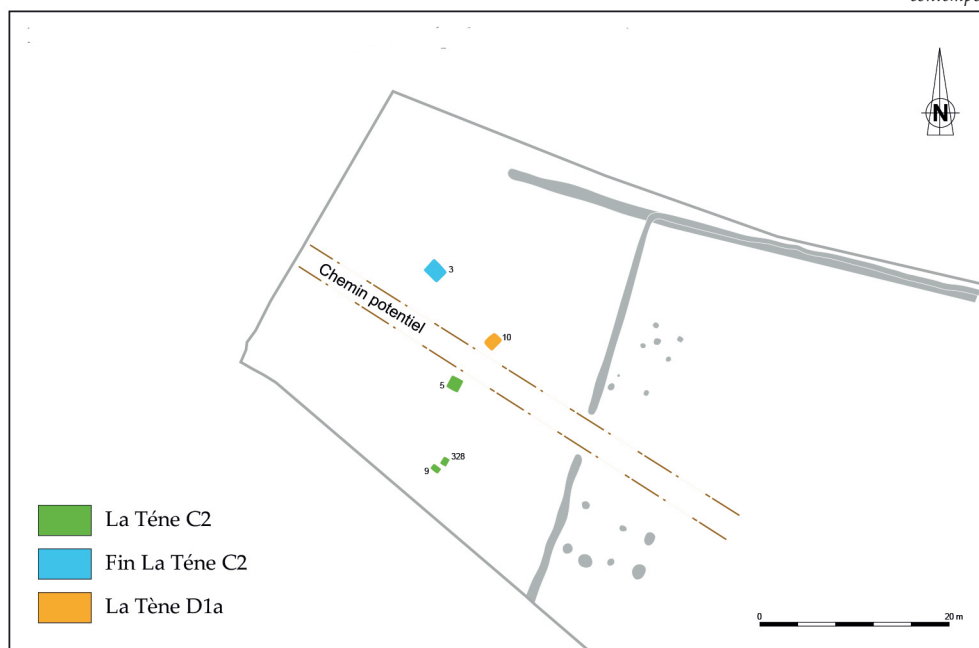 N
3
Chemin potentiel
10
5
328
9
La Téne C2
Fin La Téne C2
La Tène D1a
0 20 m